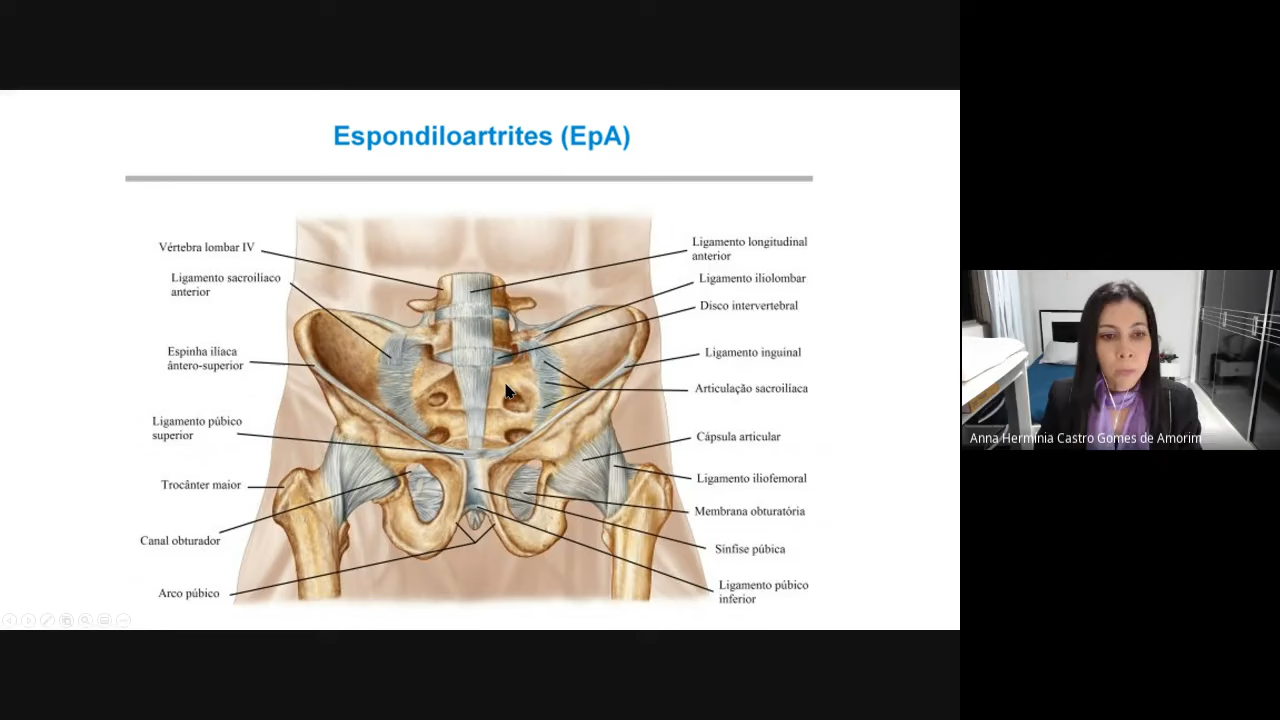 Espondiloartrites (EpA)
Vértebra lombar IV
Ligamento sacroilíaco
anterior
Espinha ilíaca
ântero-superior
Ligamento púbico
superior
Trocânter maior
Canal obturador
Arco púbico
Ligamento longitudinal
anterior
Ligamento iliolombar
Disco intervertebral
Ligamento inguinal
Articulação sacroilíaca
Cápsula articular
Ligamento iliofemoral
Membrana obturatória
Sínfise púbica
Ligamento púbico
inferior
Anna Hermínia Castro Gomes de Amorim